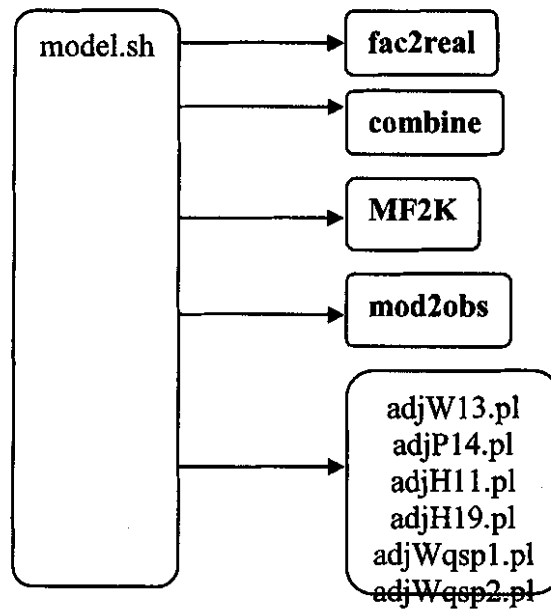 model.sh
fac2real
combine
MF2K
mod2obs
adjW13.pl
adjP14.pl
adjH11.pl
adjH19.pl
adjWqsp1.pl
adjWqsp2.pl